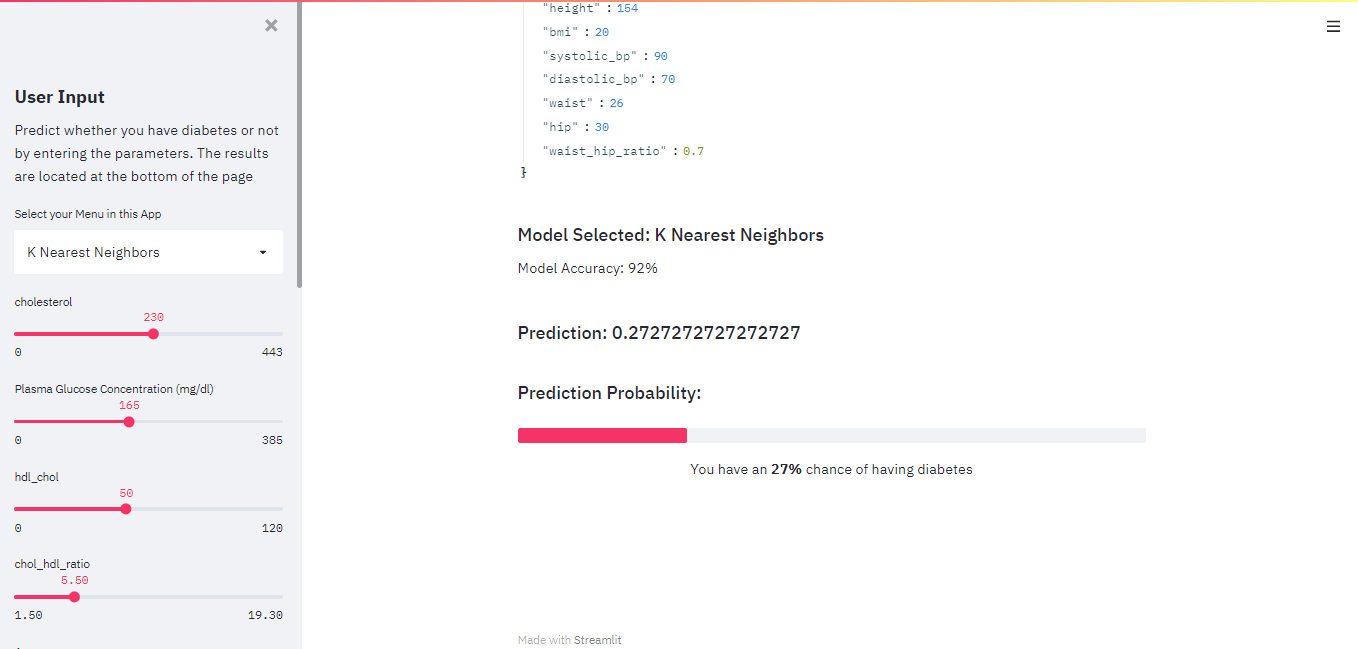 User Input
Predict whether you have diabetes or not
by entering the parameters. The results
are located at the bottom of the page
Select your Menu in this App
K Nearest Neighbors
cholesterol
230
0 443
Plasma Glucose Concentration (mg/dl)
165
0 385
hdl_chol
50
0 120
chol_hdl_ratio
5.50
1.50 19.30
"height" : 154
"bmi" : 20
"systolic_bp" : 90
"diastolic_bp" : 70
"waist" : 26
"hip" : 30
"waist_hip_ratio" : 0.7
}
Model Selected: K Nearest Neighbors
Model Accuracy: 92%
Prediction: 0.2727272727272727
Prediction Probability:
You have an 27% chance of having diabetes
Made with Streamlit